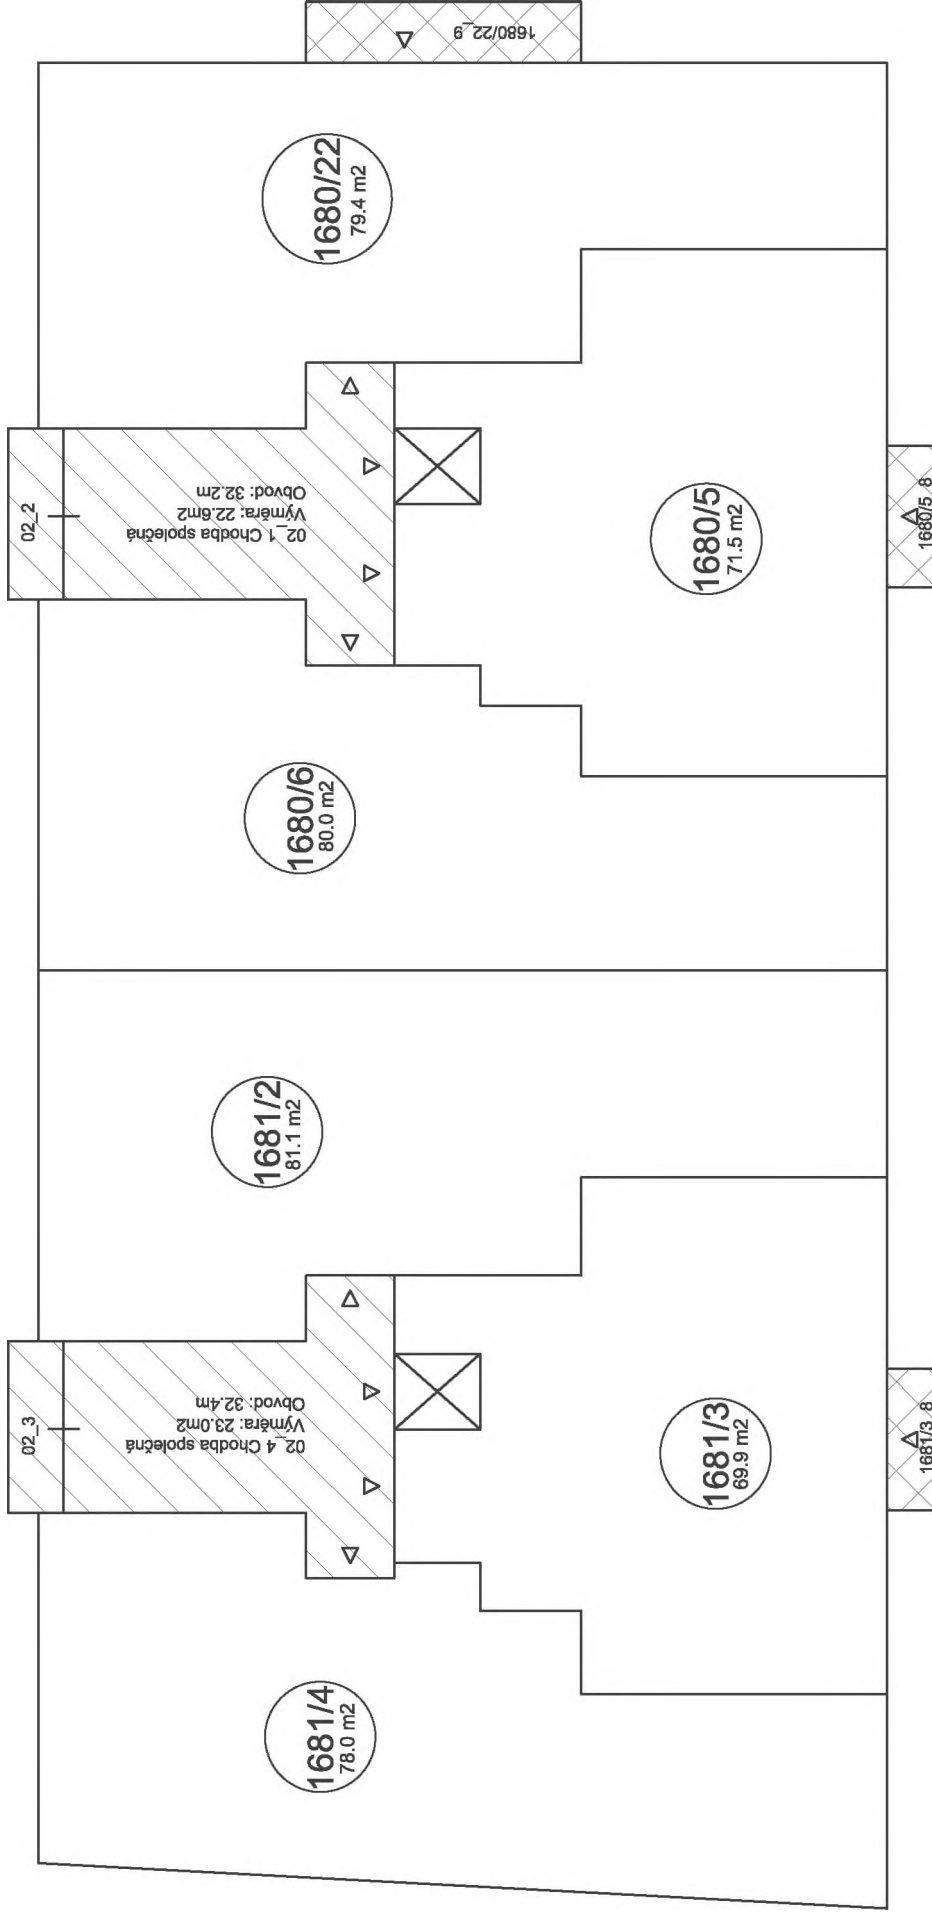 1680/22_9
1680/22
79.4 m2
02_2
02_1 Chodba společná
Výměra: 22.6m2
Obvod: 32.2m
1680/5
71.5 m2
1680/5_8
1680/6
80.0 m2
1681/2
81.1 m2
02_3
02_4 Chodba společná
Výměra: 23.0m2
Obvod: 32.4m
1681/3
69.9 m2
1681/3_8
1681/4
78.0 m2